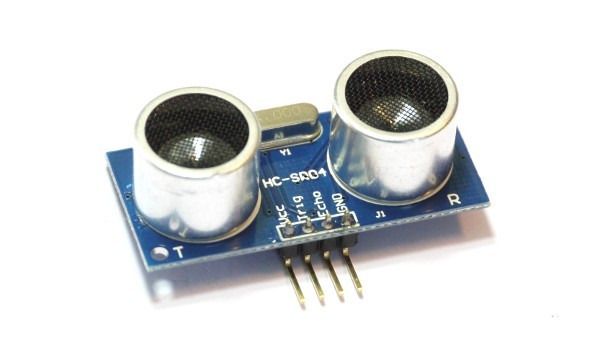 Y1
HC-SR04
Vcc
Trig
Echo
GND
J1
T
R